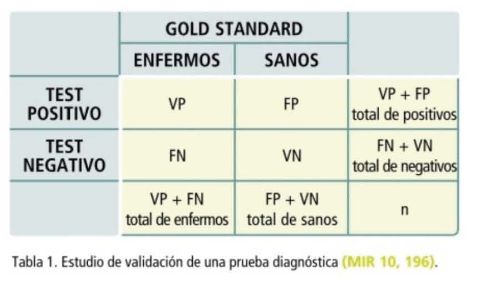 GOLD STANDARD
ENFERMOS SANOS
TEST
POSITIVO
VP
FP
VP + FP
total de positivos
TEST
NEGATIVO
FN
VN
FN + VN
total de negativos
VP + FN
total de enfermos
FP + VN
total de sanos
n
Tabla 1. Estudio de validación de una prueba diagnóstica (MIR 10, 196).